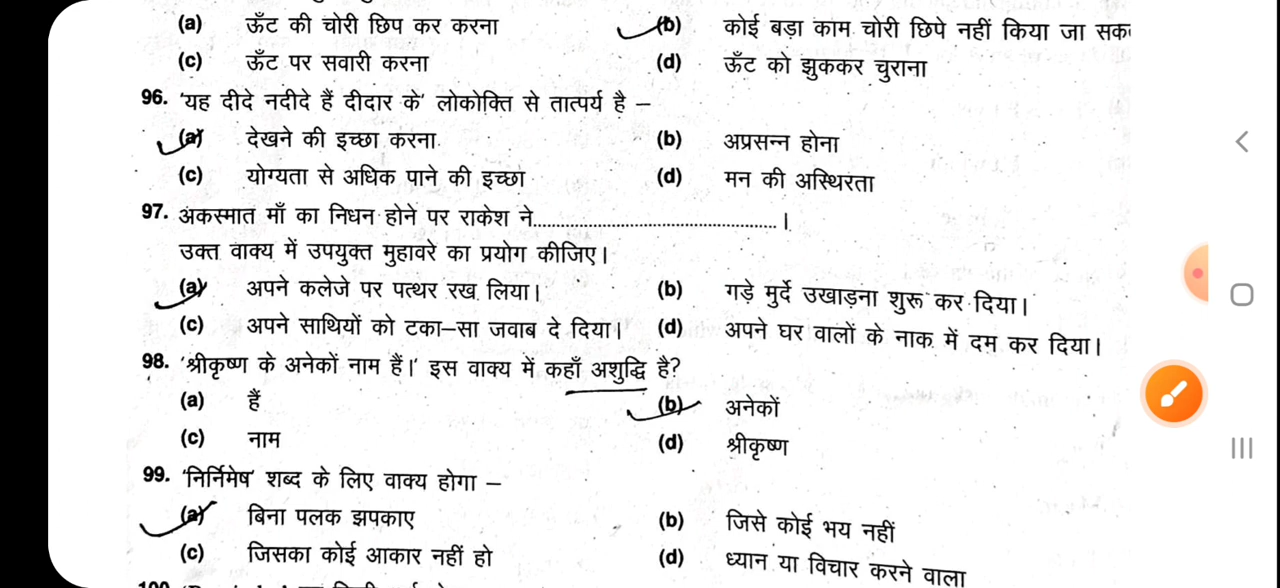 (a) ऊँट की चोरी छिप कर करना (b) कोई बड़ा काम चोरी छिपे नहीं किया जा
(c) ऊँट पर सवारी करना (d) ऊँट को झुककर चुराना
96. 'यह दीदे नदीदे हैं दीदार के' लोकोक्ति से तात्पर्य है –
(a) देखने की इच्छा करना (b) अप्रसन्न होना
(c) योग्यता से अधिक पाने की इच्छा (d) मन की अस्थिरता
97. अकस्मात माँ का निधन होने पर राकेश ने.......................................।
उक्त वाक्य में उपयुक्त मुहावरे का प्रयोग कीजिए।
(a) अपने कलेजे पर पत्थर रख लिया। (b) गड़े मुर्दे उखाड़ना शुरू कर दिया।
(c) अपने साथियों को टका–सा जवाब दे दिया। (d) अपने घर वालों के नाक में दम कर दिया।
98. 'श्रीकृष्ण के अनेकों नाम हैं।' इस वाक्य में कहाँ अशुद्धि है?
(a) हैं (b) अनेकों
(c) नाम (d) श्रीकृष्ण
99. 'निर्निमेष' शब्द के लिए वाक्य होगा –
(a) बिना पलक झपकाए (b) जिसे कोई भय नहीं
(c) जिसका कोई आकार नहीं हो (d) ध्यान या विचार करने वाला